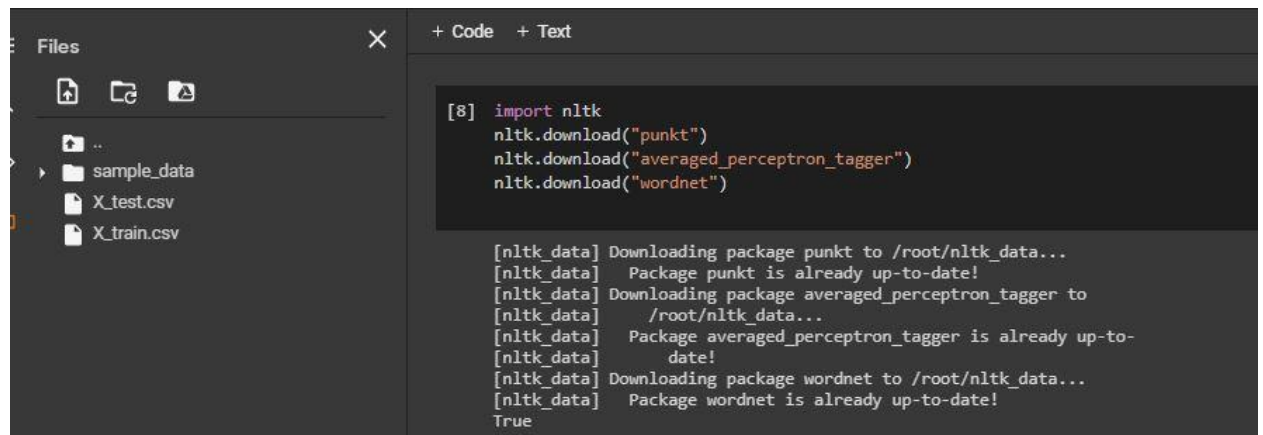 Files
..
sample_data
X_test.csv
X_train.csv
+ Code + Text
[8] import nltk
nltk.download("punkt")
nltk.download("averaged_perceptron_tagger")
nltk.download("wordnet")
[nltk_data] Downloading package punkt to /root/nltk_data...
[nltk_data]   Package punkt is already up-to-date!
[nltk_data] Downloading package averaged_perceptron_tagger to
[nltk_data]     /root/nltk_data...
[nltk_data]   Package averaged_perceptron_tagger is already up-to-
[nltk_data]       date!
[nltk_data] Downloading package wordnet to /root/nltk_data...
[nltk_data]   Package wordnet is already up-to-date!
True